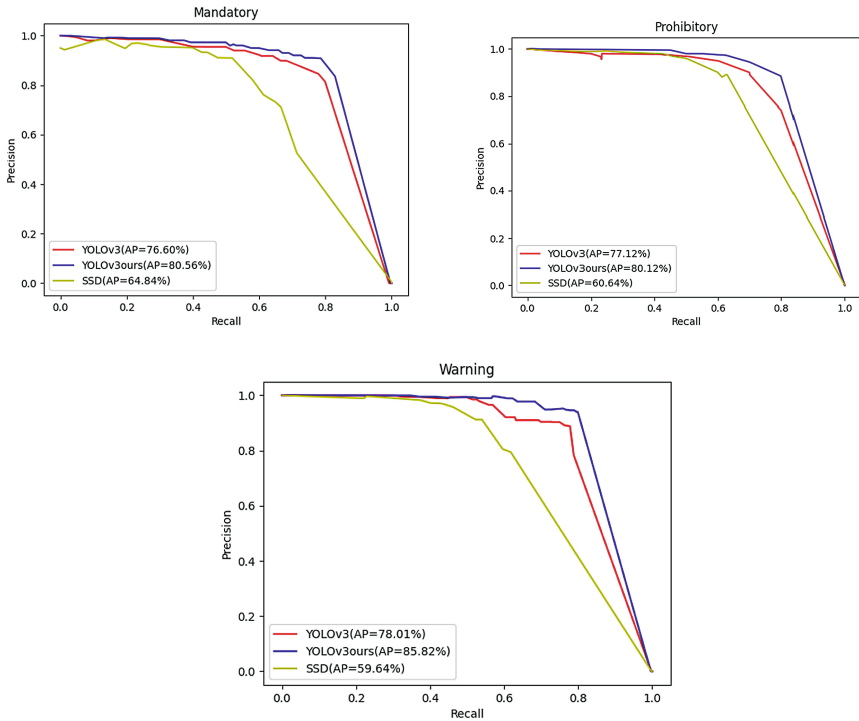 Mandatory
1.0
0.8
0.6
0.4
0.2
0.0
Precision
YOLOv3(AP=76.60%)
YOLOv3ours(AP=80.56%)
SSD(AP=64.84%)
0.0 0.2 0.4 0.6 0.8 1.0
Recall
Prohibitory
1.0
0.8
0.6
0.4
0.2
0.0
Precision
YOLOv3(AP=77.12%)
YOLOv3ours(AP=80.12%)
SSD(AP=60.64%)
0.0 0.2 0.4 0.6 0.8 1.0
Recall
Warning
1.0
0.8
0.6
0.4
0.2
0.0
Precision
YOLOv3(AP=78.01%)
YOLOv3ours(AP=85.82%)
SSD(AP=59.64%)
0.0 0.2 0.4 0.6 0.8 1.0
Recall